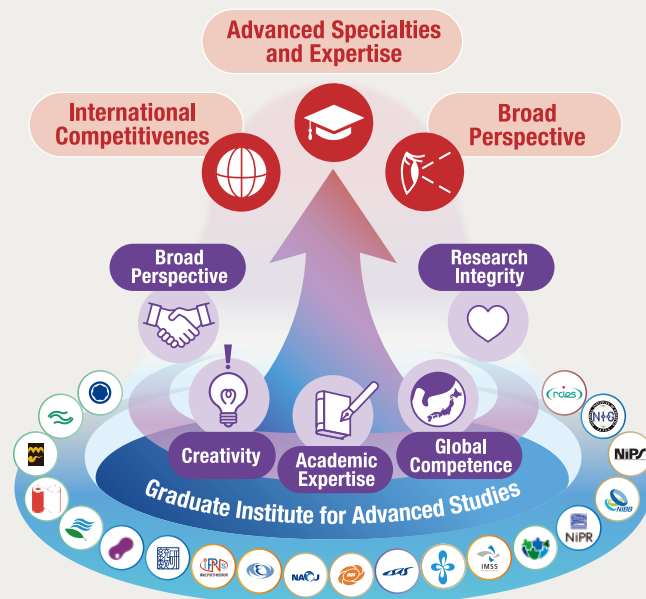 Advanced Specialties
and Expertise
International
Competitivenes
Broad
Perspective
Broad
Perspective
Research
Integrity
Creativity
Academic
Expertise
Global
Competence
Graduate Institute for Advanced Studies
rcies
NIG
NiPS
NIBB
NiPR
IMSS
NAOJ